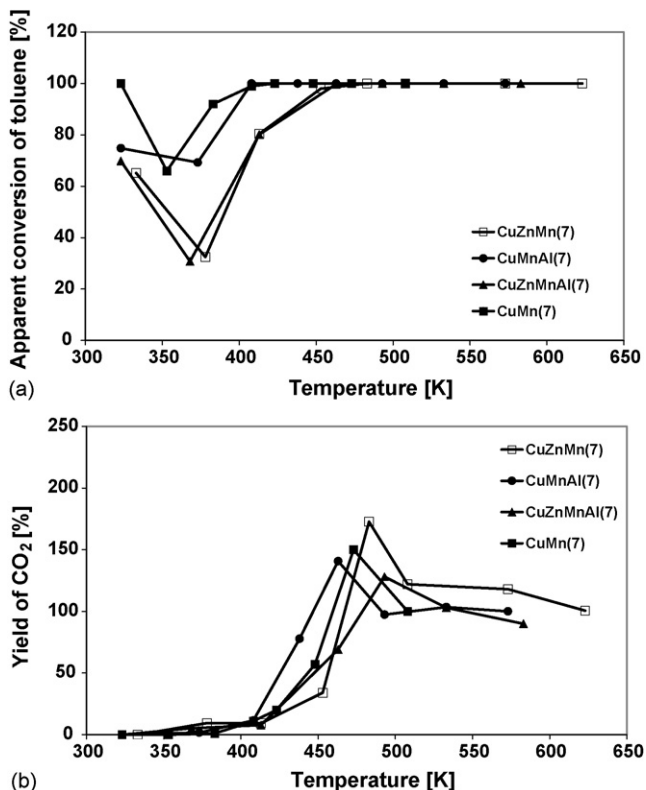 120
100
80
60
40
20
0
Apparent conversion of toluene [%]
CuZnMn(7)
CuMnAl(7)
CuZnMnAl(7)
CuMn(7)
300 350 400 450 500 550 600 650
Temperature [K]
(a)
250
200
150
100
50
0
Yield of CO₂ [%]
CuZnMn(7)
CuMnAl(7)
CuZnMnAl(7)
CuMn(7)
300 350 400 450 500 550 600 650
Temperature [K]
(b)